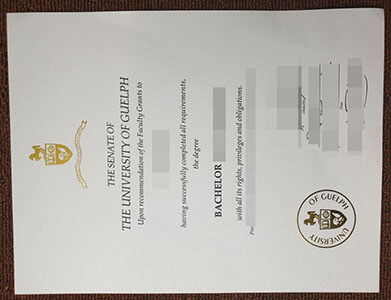 THE SENATE OF
THE UNIVERSITY OF GUELPH
Upon recommendation of the Faculty Grants to
having successfully completed all requirements,
the degree
BACHELOR
with all its rights, privileges and obligations.
OF GUELPH
UNIVERSITY